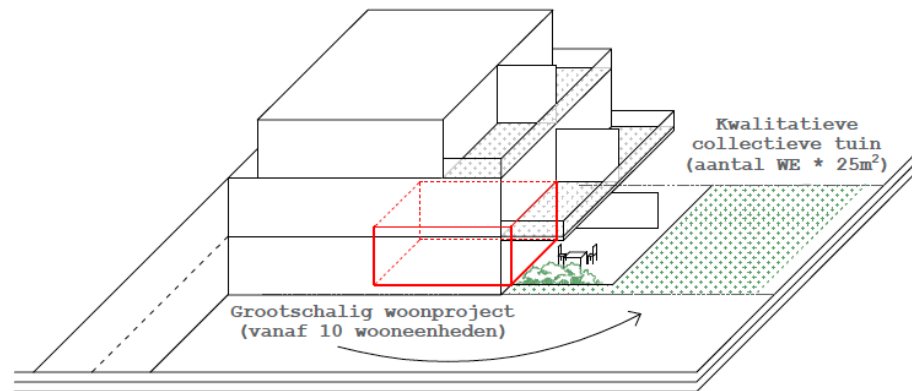 Kwalitatieve
collectieve tuin
(aantal WE * 25m²)
Grootschalig woonproject
(vanaf 10 wooneenheden)